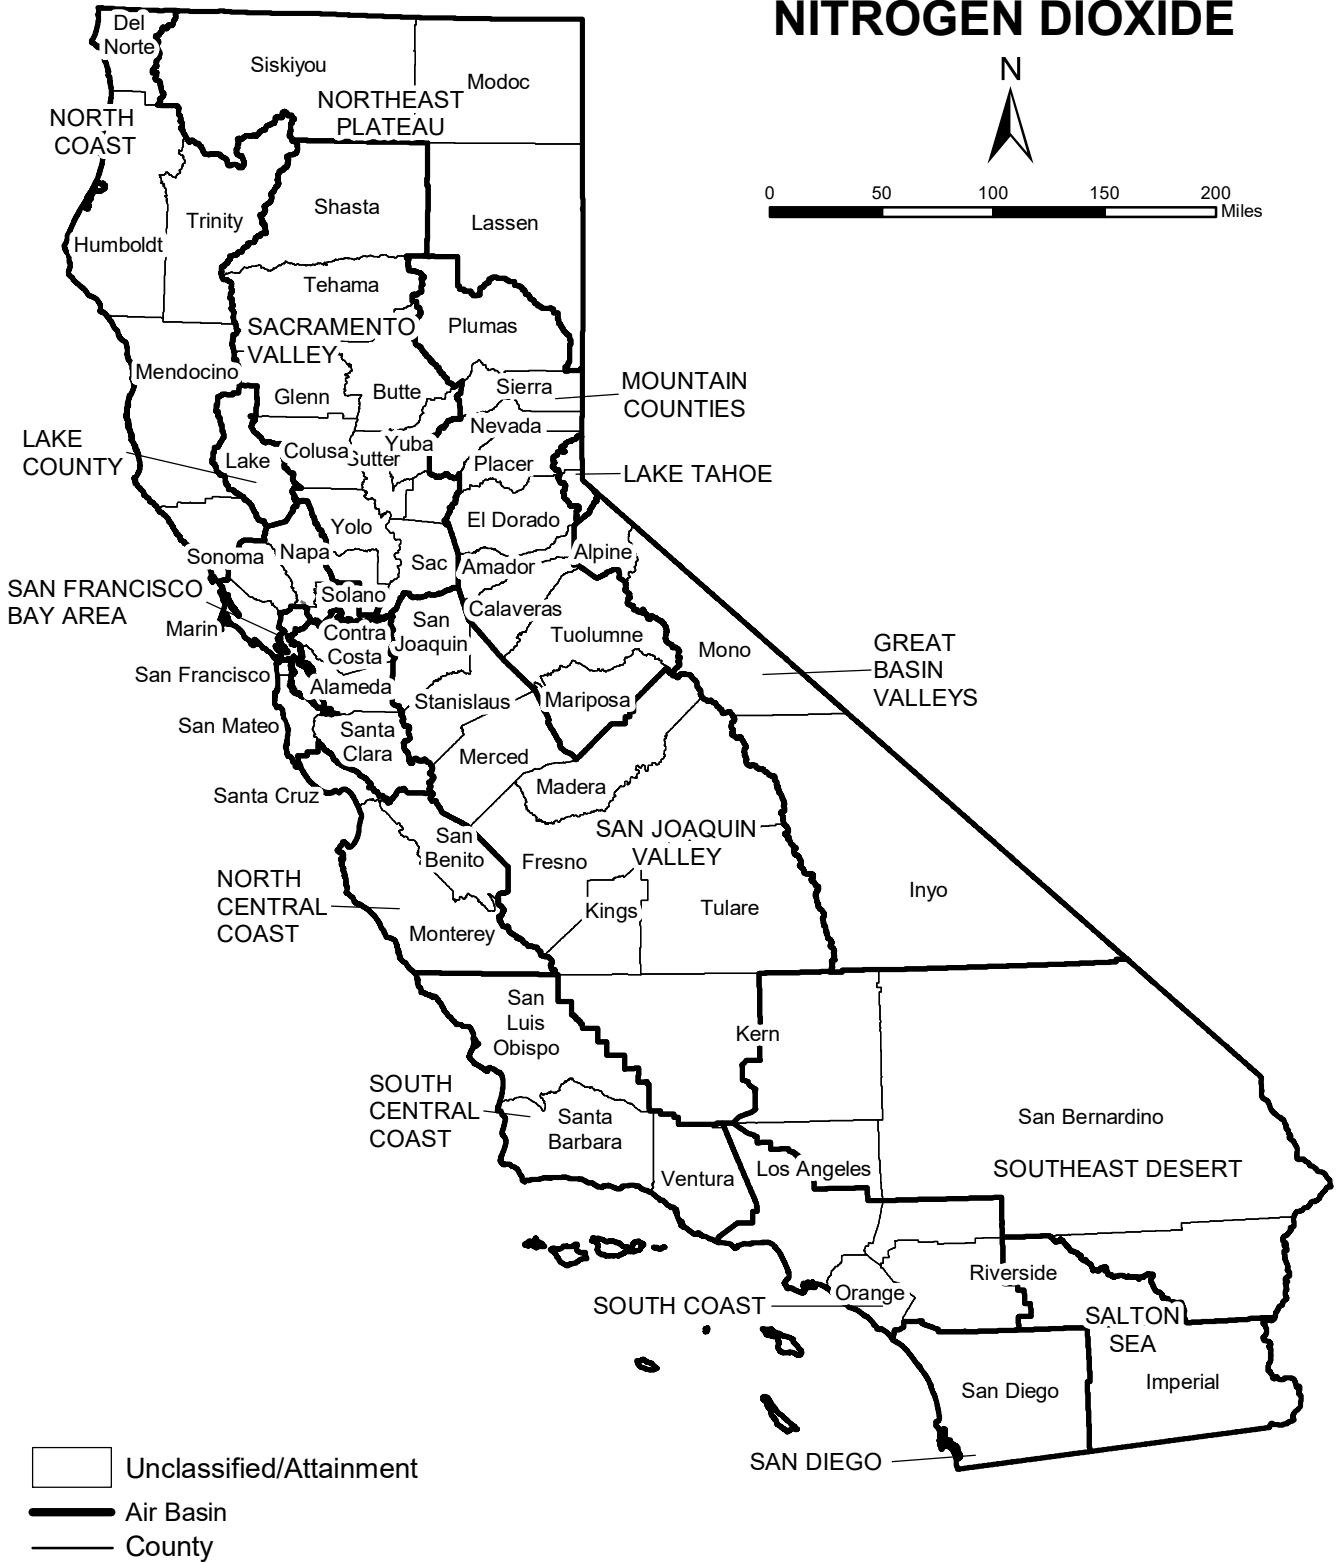 NITROGEN DIOXIDE
N
0 50 100 150 200
Miles
Del
Norte
Siskiyou
Modoc
NORTHEAST
PLATEAU
NORTH
COAST
Shasta
Trinity
Lassen
Humboldt
Tehama
SACRAMENTO
VALLEY
Plumas
Mendocino
Glenn
Butte
Sierra
MOUNTAIN
COUNTIES
Nevada
LAKE
COUNTY
Lake
Colusa
Sutter
Yuba
Placer
LAKE TAHOE
El Dorado
Yolo
Sonoma
Napa
Sac
Amador
Alpine
SAN FRANCISCO
BAY AREA
Solano
Calaveras
Marin
Contra
Costa
San
Joaquin
Tuolumne
Mono
GREAT
BASIN
VALLEYS
San Francisco
Alameda
Stanislaus
Mariposa
San Mateo
Santa
Clara
Merced
Santa Cruz
Madera
San
Benito
SAN JOAQUIN
VALLEY
Fresno
NORTH
CENTRAL
COAST
Kings
Tulare
Inyo
Monterey
San
Luis
Obispo
Kern
SOUTH
CENTRAL
COAST
Santa
Barbara
San Bernardino
Ventura
Los Angeles
SOUTHEAST DESERT
Riverside
Orange
SOUTH COAST
SALTON
SEA
San Diego
Imperial
SAN DIEGO
Unclassified/Attainment
Air Basin
County